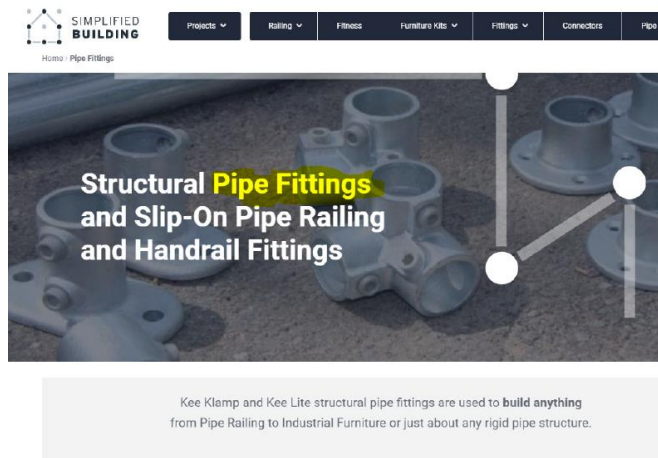 SIMPLIFIED
BUILDING
Projects
Railing
Fitness
Furniture Kits
Fittings
Connectors
Pipe
Home › Pipe Fittings
Structural Pipe Fittings
and Slip-On Pipe Railing
and Handrail Fittings
Kee Klamp and Kee Lite structural pipe fittings are used to build anything
from Pipe Railing to Industrial Furniture or just about any rigid pipe structure.